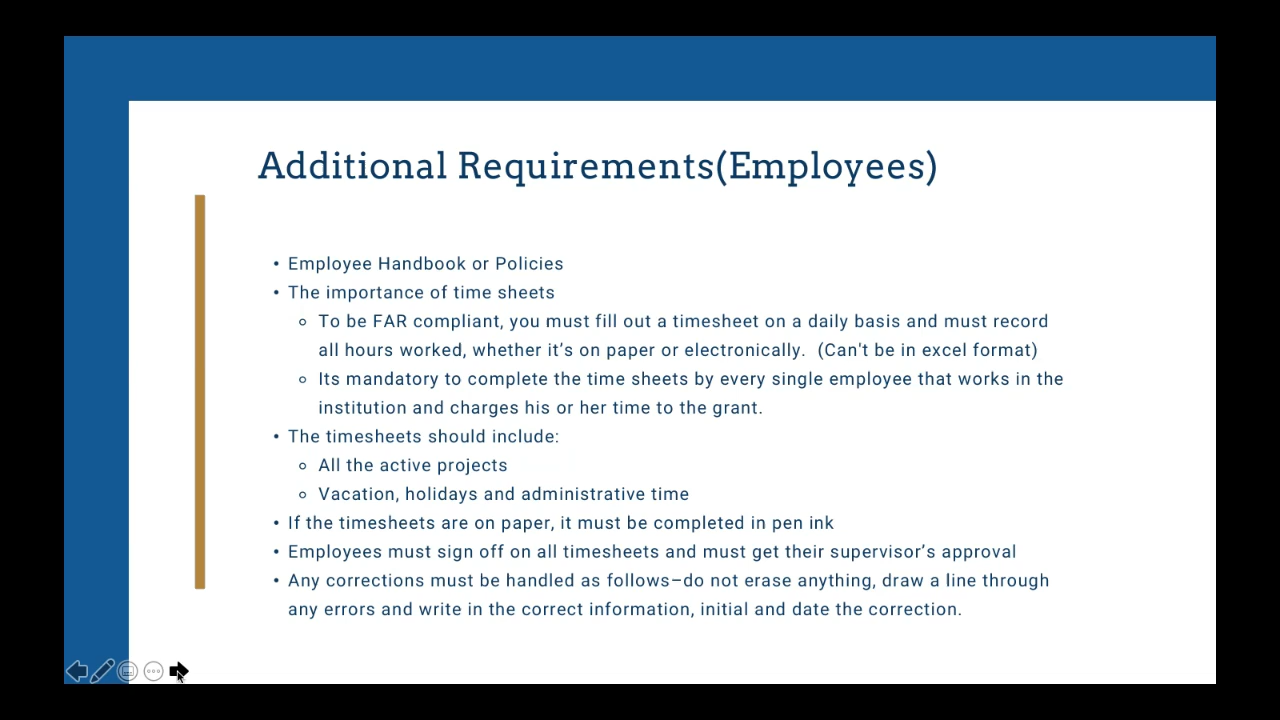 Additional Requirements(Employees)
• Employee Handbook or Policies
• The importance of time sheets
○ To be FAR compliant, you must fill out a timesheet on a daily basis and must record
all hours worked, whether it’s on paper or electronically.  (Can't be in excel format)
○ Its mandatory to complete the time sheets by every single employee that works in the
institution and charges his or her time to the grant.
• The timesheets should include:
○ All the active projects
○ Vacation, holidays and administrative time
• If the timesheets are on paper, it must be completed in pen ink
• Employees must sign off on all timesheets and must get their supervisor’s approval
• Any corrections must be handled as follows–do not erase anything, draw a line through
any errors and write in the correct information, initial and date the correction.